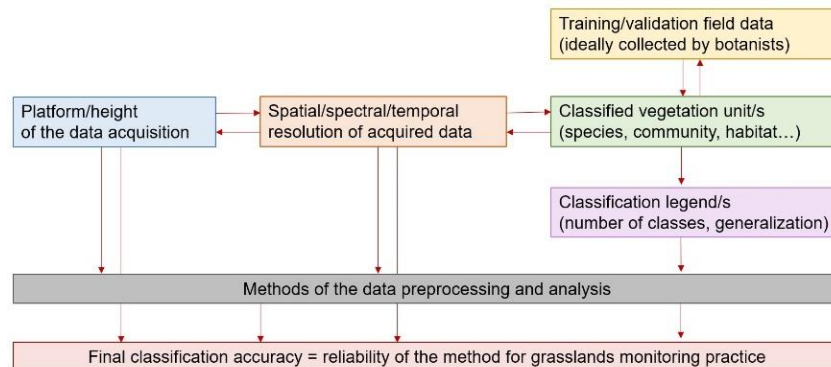 Training/validation field data
(ideally collected by botanists)
Platform/height
of the data acquisition
Spatial/spectral/temporal
resolution of acquired data
Classified vegetation unit/s
(species, community, habitat…)
Classification legend/s
(number of classes, generalization)
Methods of the data preprocessing and analysis
Final classification accuracy = reliability of the method for grasslands monitoring practice